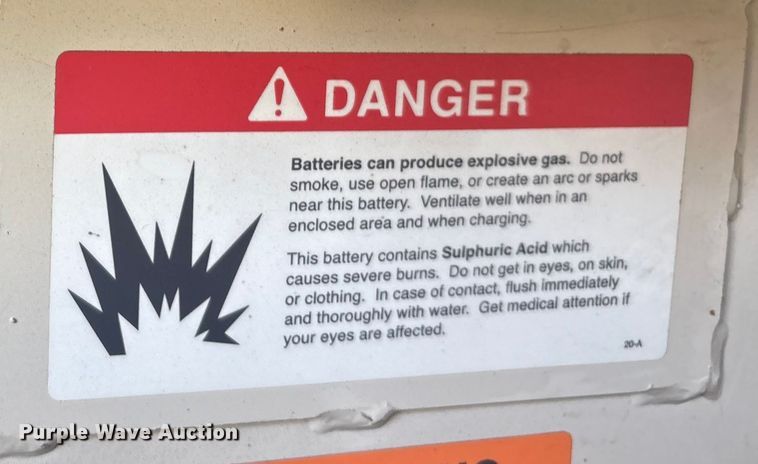 DANGER
Batteries can produce explosive gas. Do not
smoke, use open flame, or create an arc or sparks
near this battery. Ventilate well when in an
enclosed area and when charging.
This battery contains Sulphuric Acid which
causes severe burns. Do not get in eyes, on skin,
or clothing. In case of contact, flush immediately
and thoroughly with water. Get medical attention if
your eyes are affected.
20-A
Purple Wave Auction